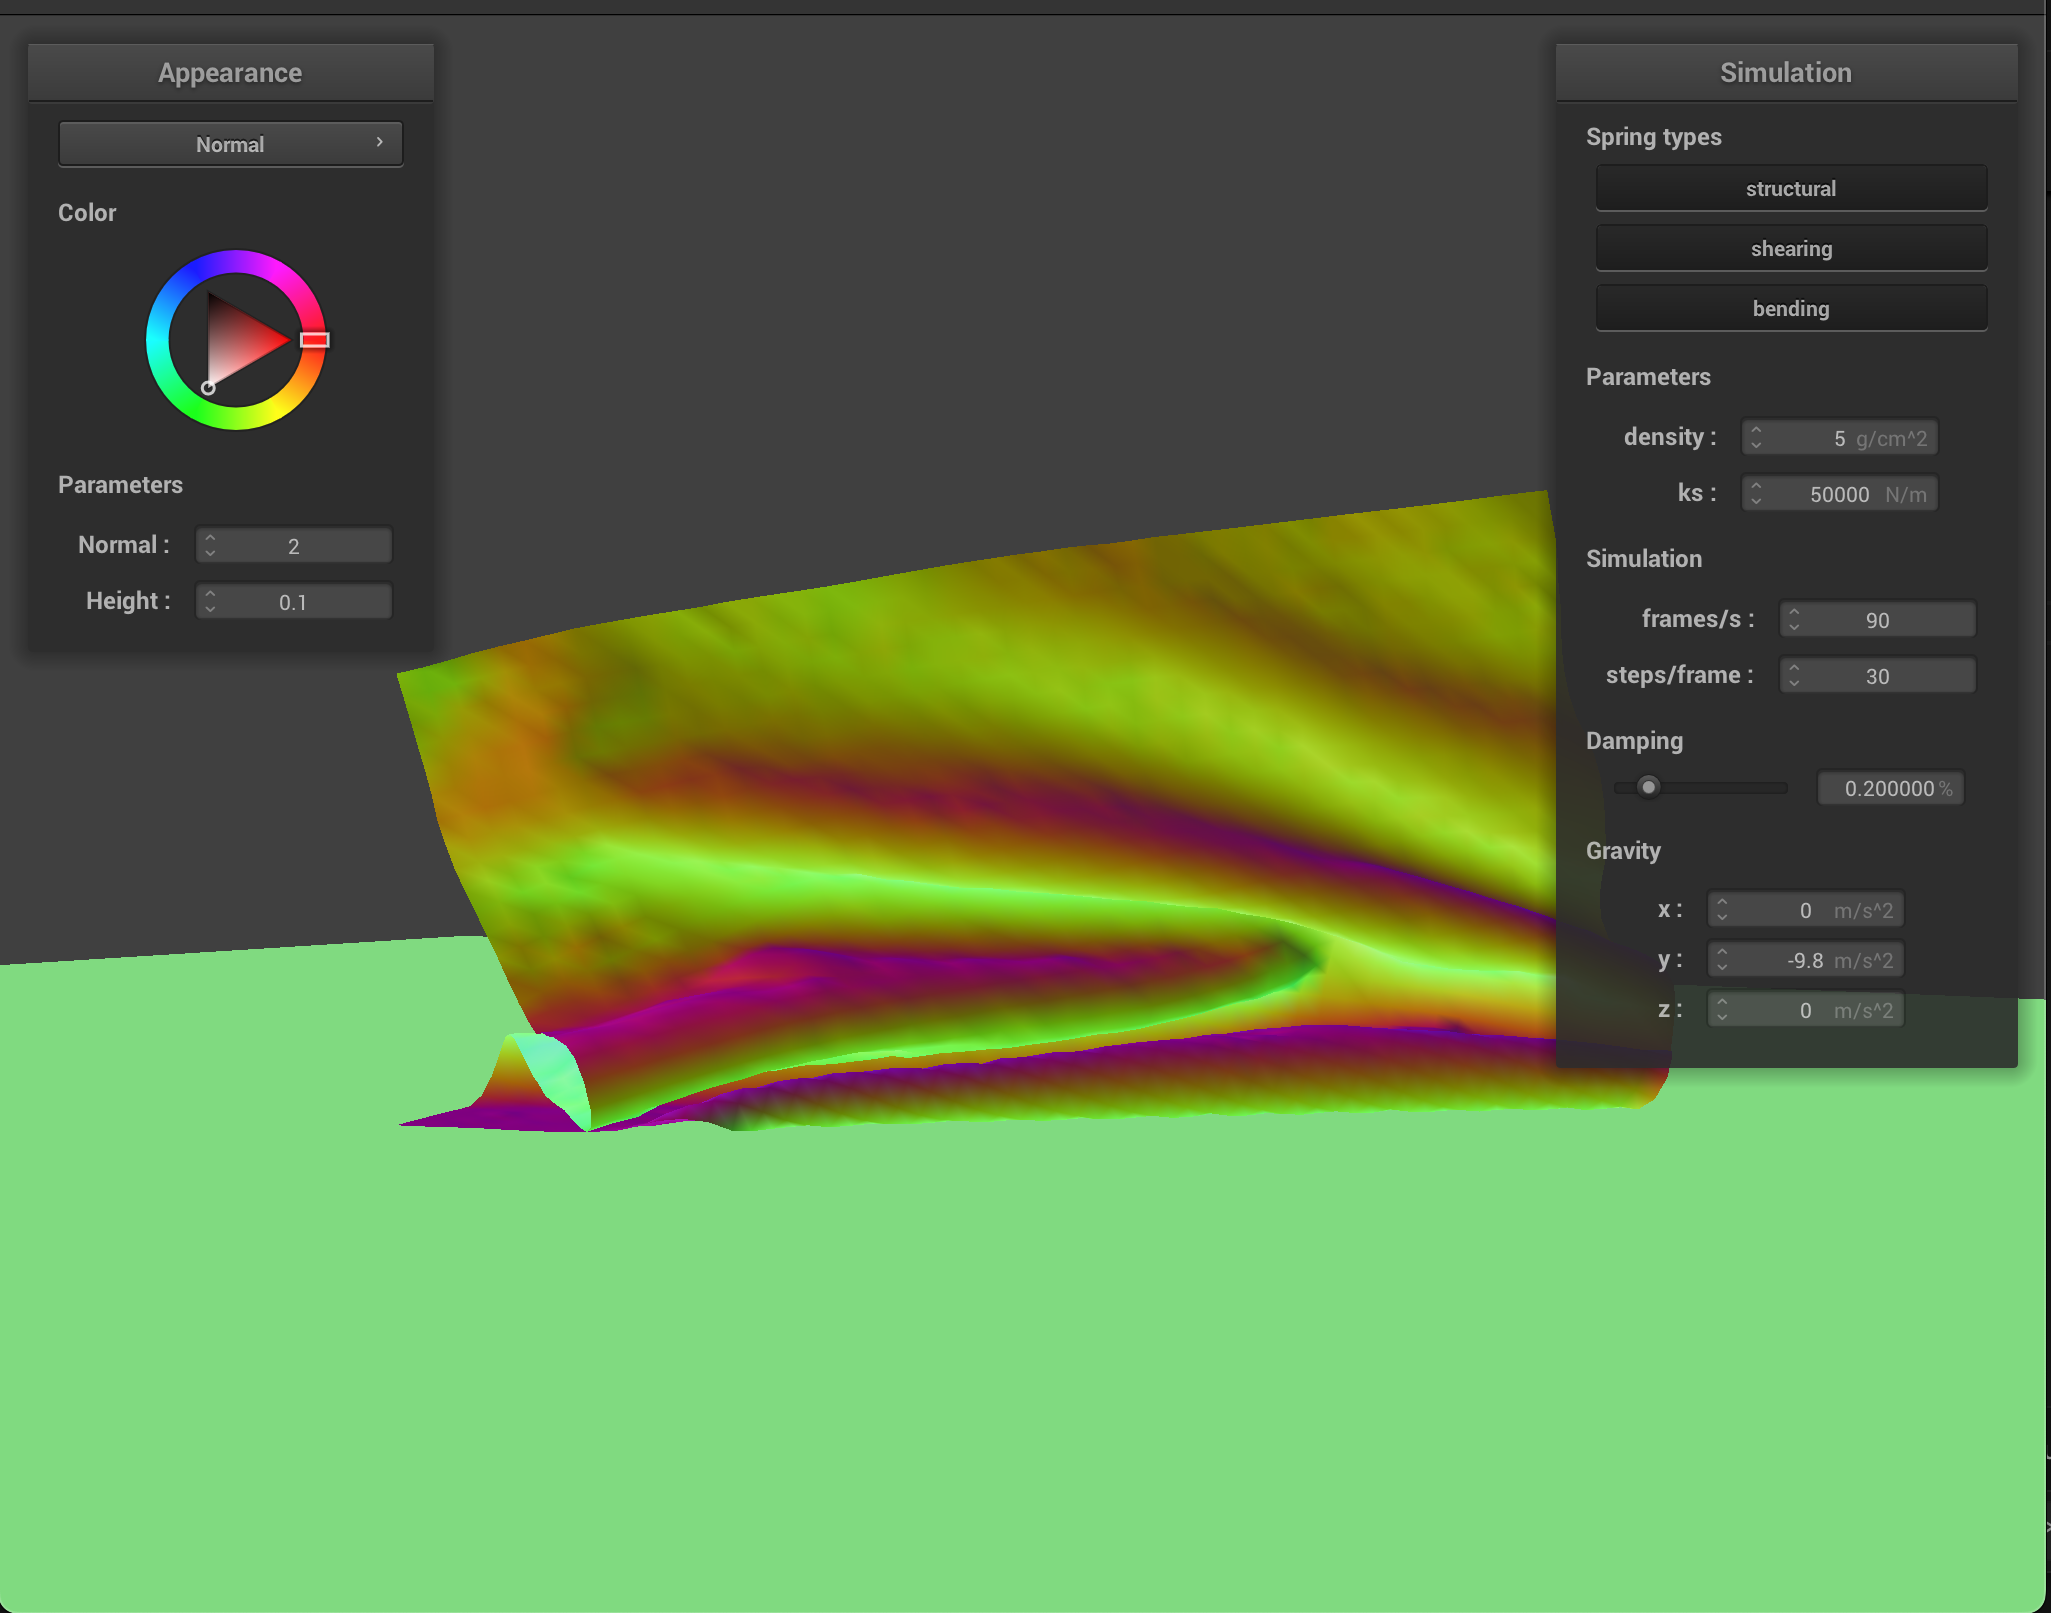 Appearance
Normal
Color
Parameters
Normal :
2
Height :
0.1
Simulation
Spring types
structural
shearing
bending
Parameters
density :
5 g/cm^2
ks :
50000 N/m
Simulation
frames/s :
90
steps/frame :
30
Damping
0.200000%
Gravity
x :
0 m/s^2
y :
-9.8 m/s^2
z :
0 m/s^2